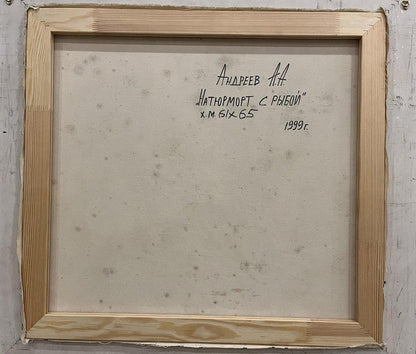 Андреев А А
„Натюрморт с рыбой"
х.м. 61х65
1999г.